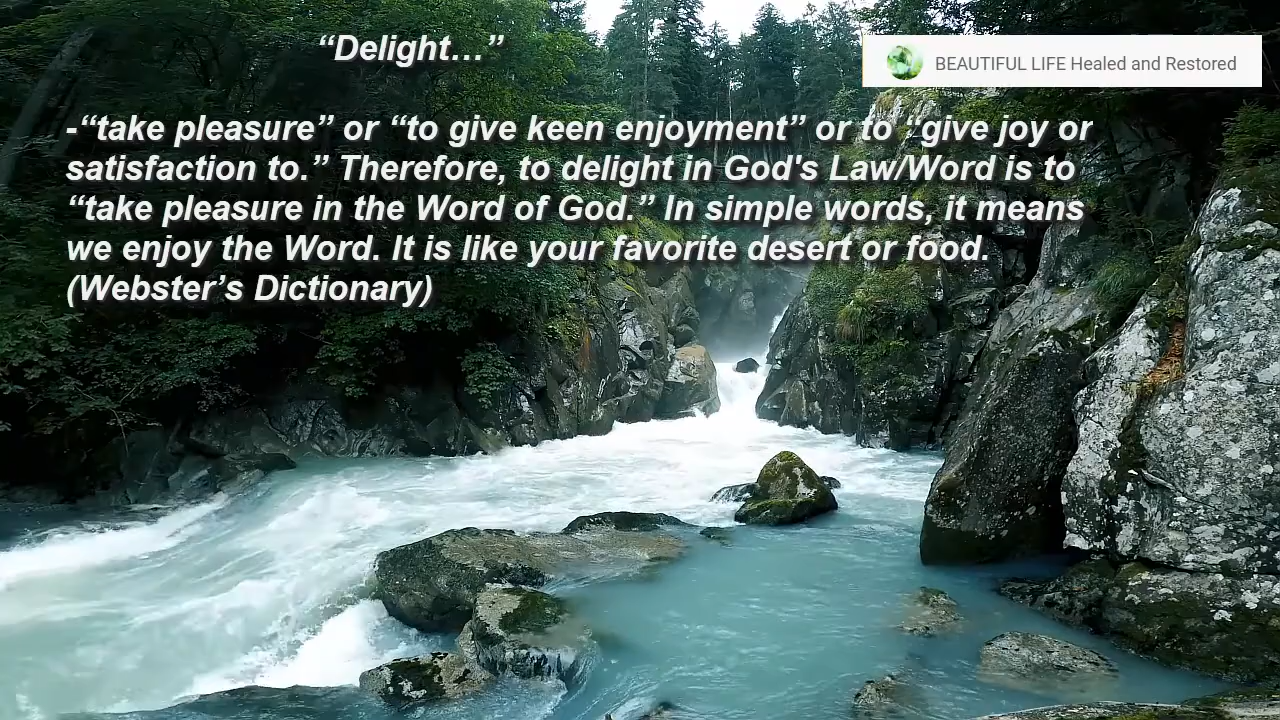 “Delight…”
BEAUTIFUL LIFE Healed and Restored
-“take pleasure” or “to give keen enjoyment” or to “give joy or
satisfaction to.” Therefore, to delight in God's Law/Word is to
“take pleasure in the Word of God.” In simple words, it means
we enjoy the Word. It is like your favorite desert or food.
(Webster’s Dictionary)